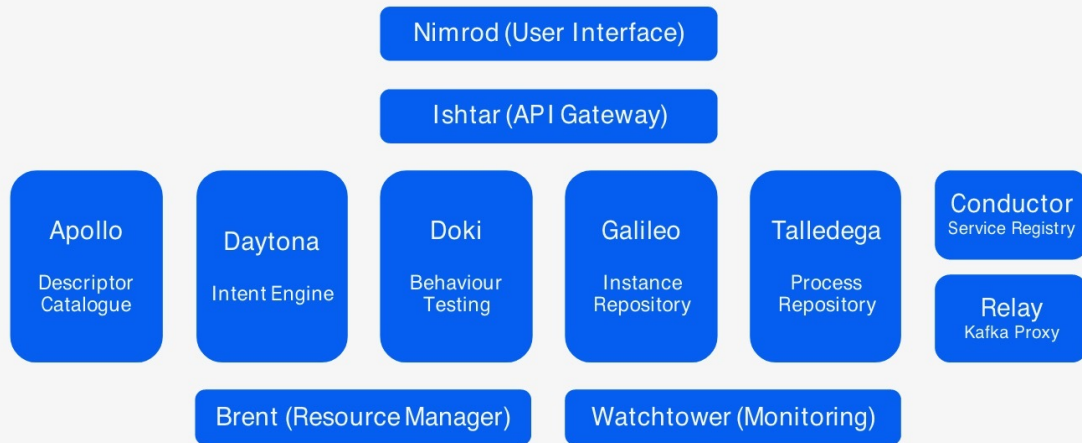 Nimrod (User Interface)
Ishtar (API Gateway)
Apollo
Descriptor
Catalogue
Daytona
Intent Engine
Doki
Behaviour
Testing
Galileo
Instance
Repository
Talledega
Process
Repository
Conductor
Service Registry
Relay
Kafka Proxy
Brent (Resource Manager)
Watchtower (Monitoring)